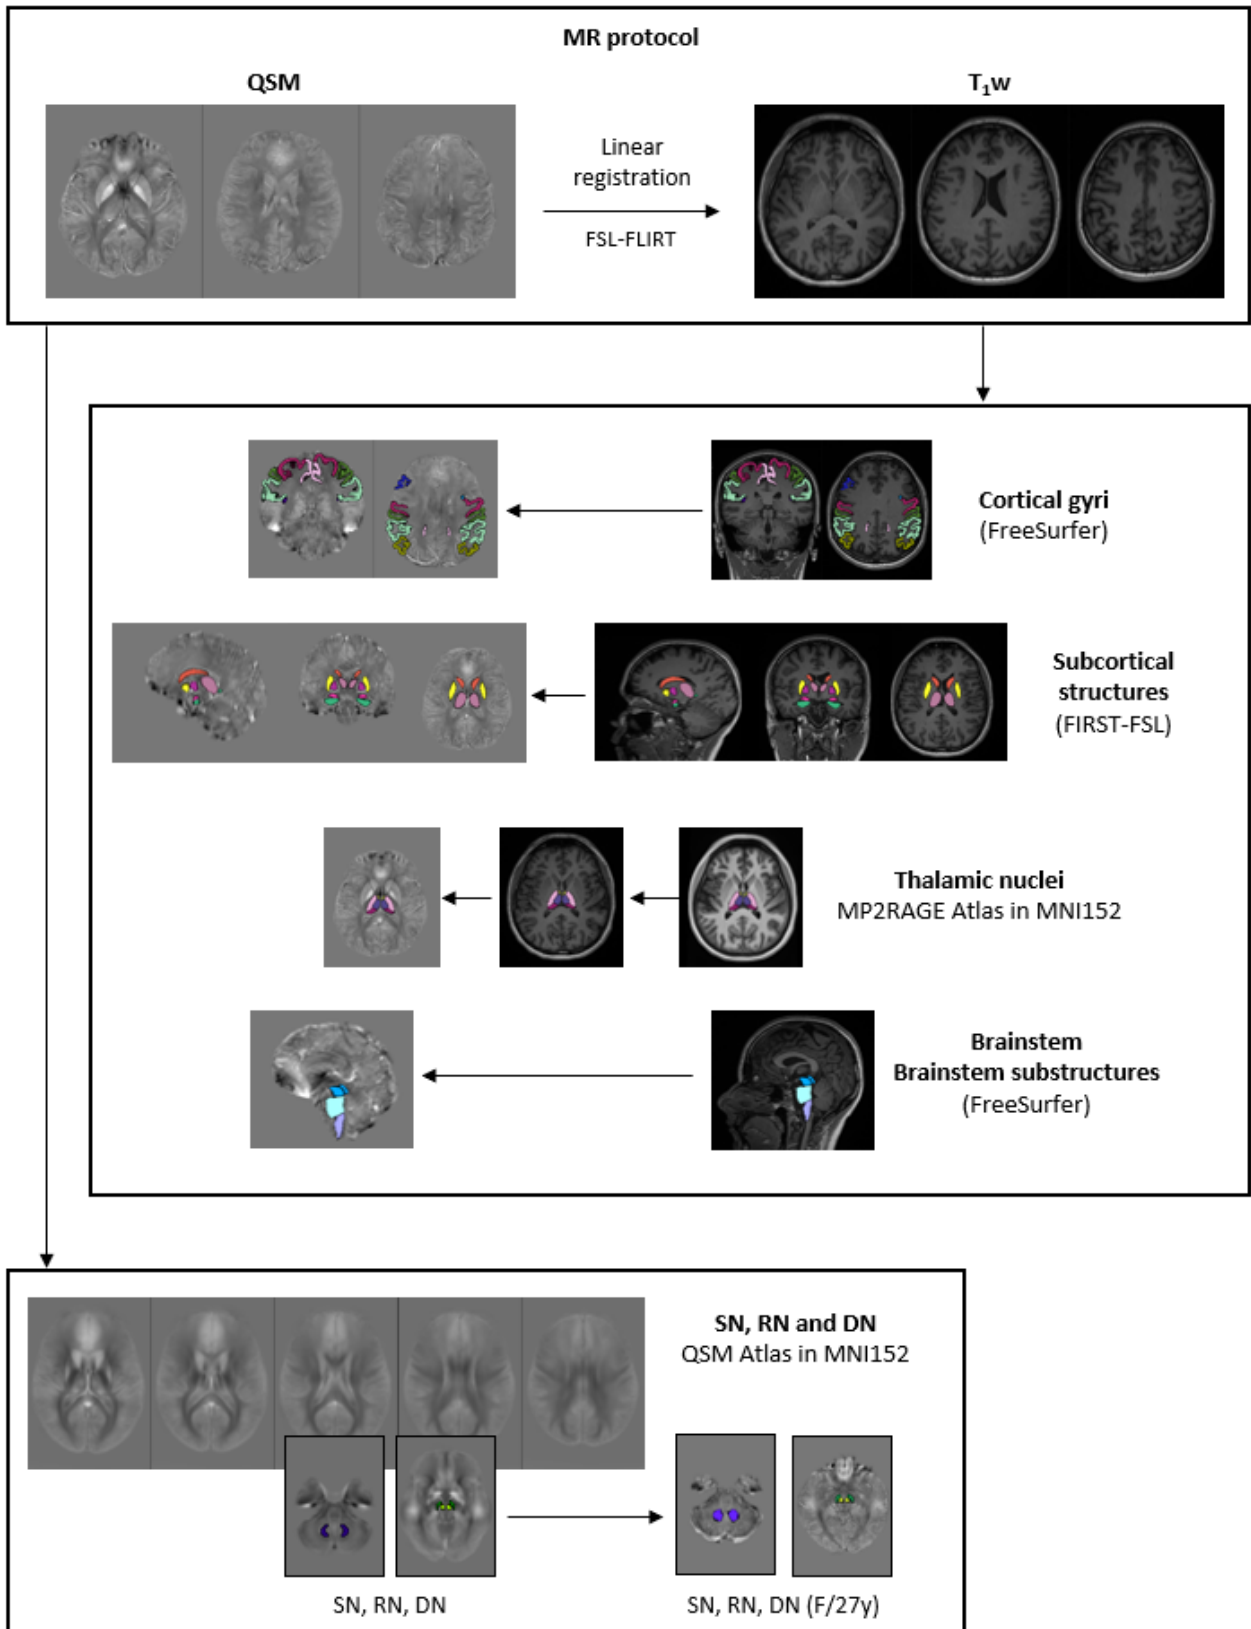 MR protocol
QSM
T₁w
Linear
registration
FSL-FLIRT
Cortical gyri
(FreeSurfer)
Subcortical
structures
(FIRST-FSL)
Thalamic nuclei
MP2RAGE Atlas in MNI152
Brainstem
Brainstem substructures
(FreeSurfer)
SN, RN and DN
QSM Atlas in MNI152
SN, RN, DN
SN, RN, DN (F/27y)